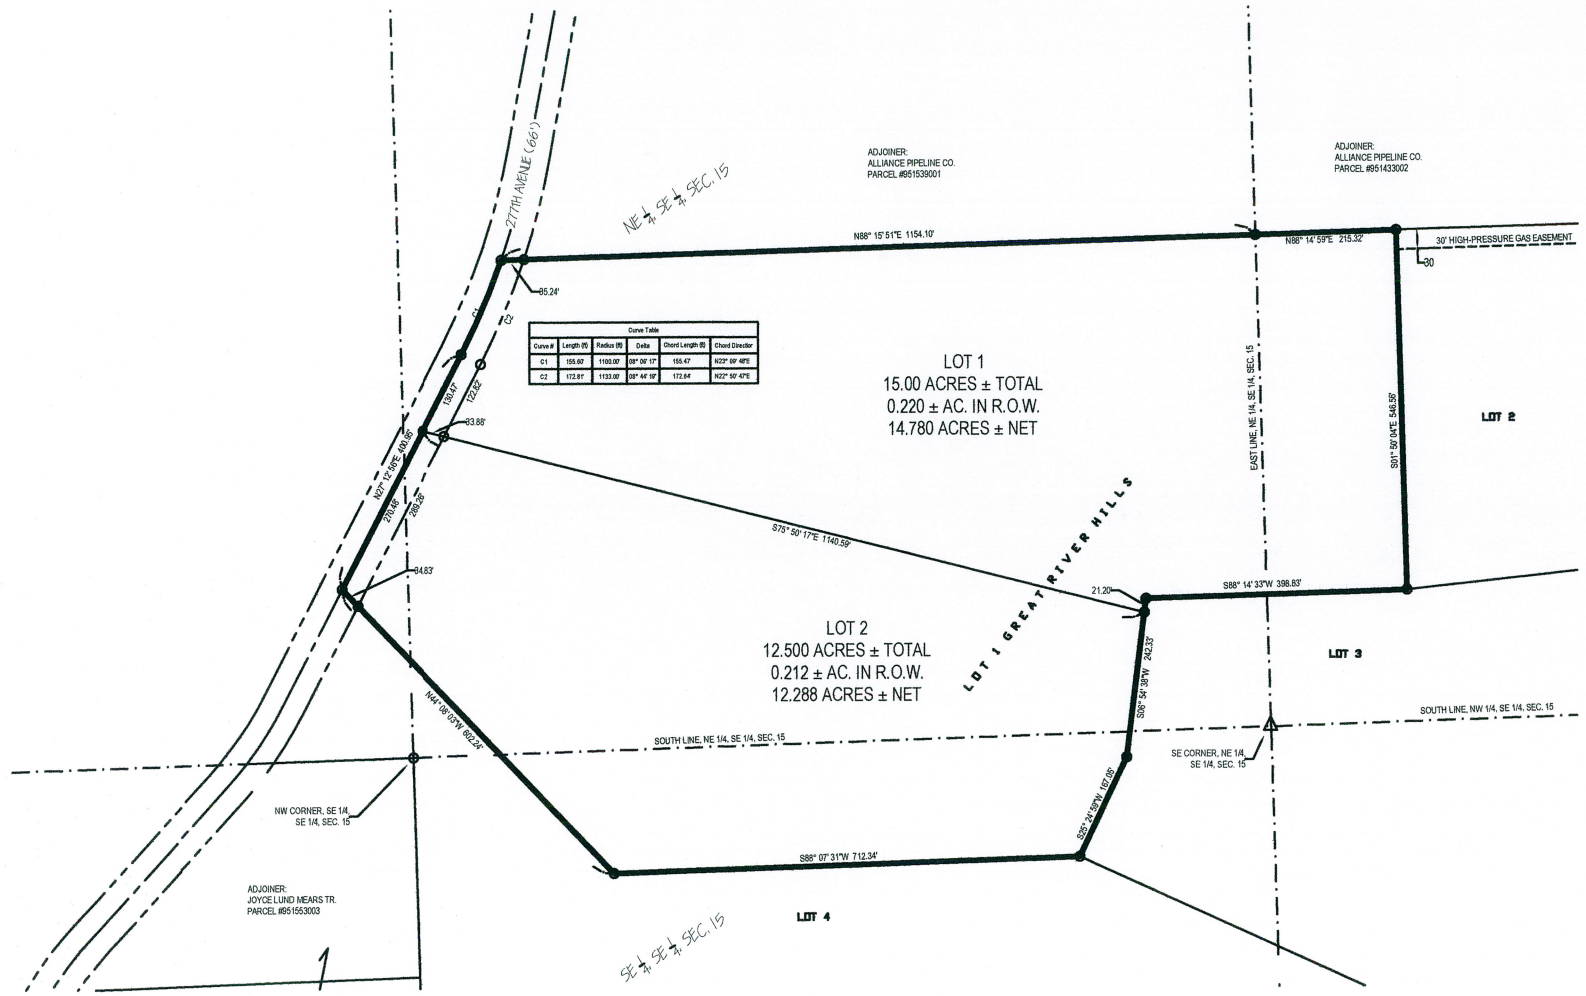 277TH AVENUE (66')
NE 1/4, SE 1/4, SEC. 15
ADJOINER:
ALLIANCE PIPELINE CO.
PARCEL #951539001
ADJOINER:
ALLIANCE PIPELINE CO.
PARCEL #951433002
N88° 15' 51"E 1154.10'
N88° 14' 59"E 215.32'
30' HIGH-PRESSURE GAS EASEMENT
30
35.24'
C1
C2
Curve Table
Curve # Length (ft) Radius (ft) Delta Chord Length (ft) Chord Direction
C1 155.60' 1100.00' 08° 06' 17" 155.47 N23° 09' 48"E
C2 172.81' 1133.00' 08° 44' 19" 172.64' N22° 50' 47"E
130.47'
122.62'
33.88'
N27° 12' 56"E 400.95'
270.48'
289.26'
34.83'
LOT 1
15.00 ACRES ± TOTAL
0.220 ± AC. IN R.O.W.
14.780 ACRES ± NET
EAST LINE, NE 1/4, SE 1/4, SEC. 15
S01° 50' 04"E 546.56'
LOT 2
S75° 50' 17"E 1140.59'
LOT 1 GREAT RIVER HILLS
21.20'
S88° 14' 33"W 398.83'
LOT 2
12.500 ACRES ± TOTAL
0.212 ± AC. IN R.O.W.
12.288 ACRES ± NET
S06° 54' 38"W 242.33'
LOT 3
N44° 08' 03"W 602.24'
SOUTH LINE, NE 1/4, SE 1/4, SEC. 15
SOUTH LINE, NW 1/4, SE 1/4, SEC. 15
SE CORNER, NE 1/4,
SE 1/4, SEC. 15
S25° 24' 59"W 167.05'
NW CORNER, SE 1/4,
SE 1/4, SEC. 15
S88° 07' 31"W 712.34'
ADJOINER:
JOYCE LUND MEARS TR.
PARCEL #951553003
LOT 4
SE 1/4, SE 1/4, SEC. 15
1